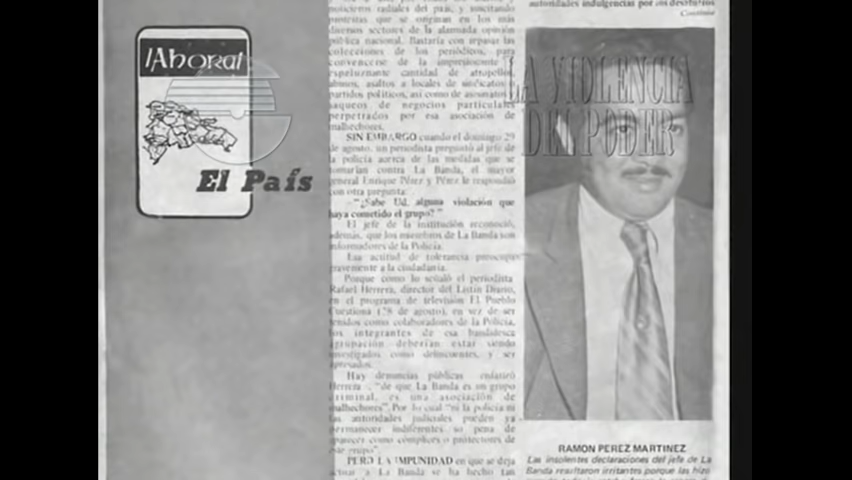 ¡Ahora!
El País
noticieros radiales del país, y suscitando
protestas que se originan en los más
diversos sectores de la alarmada opinión
pública nacional. Bastaría con repasar las
colecciones de los periódicos, para
convencerse de la impresionante y
espeluznante cantidad de atropellos,
abusos, asaltos a locales de sindicatos o
partidos políticos, así como de asesinatos y
saqueos de negocios particulares
perpetrados por esa asociación de
malhechores.
SIN EMBARGO cuando el domingo 29
de agosto, un periodista preguntó al jefe de
la policía acerca de las medidas que se
tomarían contra La Banda, el mayor
general Enrique Pérez y Pérez le respondió
con otra pregunta:
"¿Sabe Ud. alguna violación que
haya cometido el grupo?"
El jefe de la institución reconoció,
además, que los miembros de La Banda son
informadores de la Policía.
Esa actitud de tolerancia preocupa
gravemente a la ciudadanía.
Porque como lo señaló el periodista
Rafael Herrera, director del Listín Diario,
en el programa de televisión El Pueblo
Cuestiona (28 de agosto), en vez de ser
tenidos como colaboradores de la Policía,
los integrantes de esa bandidesca
agrupación deberían estar siendo
investigados como delincuentes, y ser
apresados.
Hay denuncias públicas enfatizó
Herrera , "de que La Banda es un grupo
criminal, es una asociación de
malhechores". Por lo cual "ni la policía ni
las autoridades judiciales pueden ya
permanecer indiferentes so pena de
aparecer como cómplices o protectores de
ese grupo".
PERO LA IMPUNIDAD en que se deja
actuar a La Banda se ha hecho tan
autoridades indulgencias por los destruidos
Continúa
LA VIOLENCIA
DEL PODER
RAMON PEREZ MARTINEZ
Las insolentes declaraciones del jefe de La
Banda resultaron irritantes porque las hizo